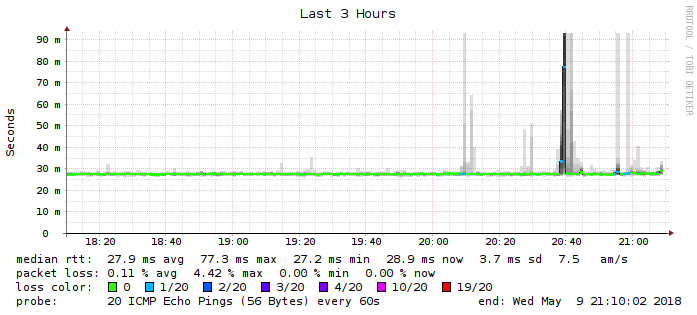 Last 3 Hours
RRDTOOL / TOBI OETIKER
Seconds
90 m
80 m
70 m
60 m
50 m
40 m
30 m
20 m
10 m
0
18:20 18:40 19:00 19:20 19:40 20:00 20:20 20:40 21:00
median rtt: 27.9 ms avg 77.3 ms max 27.2 ms min 28.9 ms now 3.7 ms sd 7.5 am/s
packet loss: 0.11 % avg 4.42 % max 0.00 % min 0.00 % now
loss color: 0 1/20 2/20 3/20 4/20 10/20 19/20
probe: 20 ICMP Echo Pings (56 Bytes) every 60s end: Wed May 9 21:10:02 2018